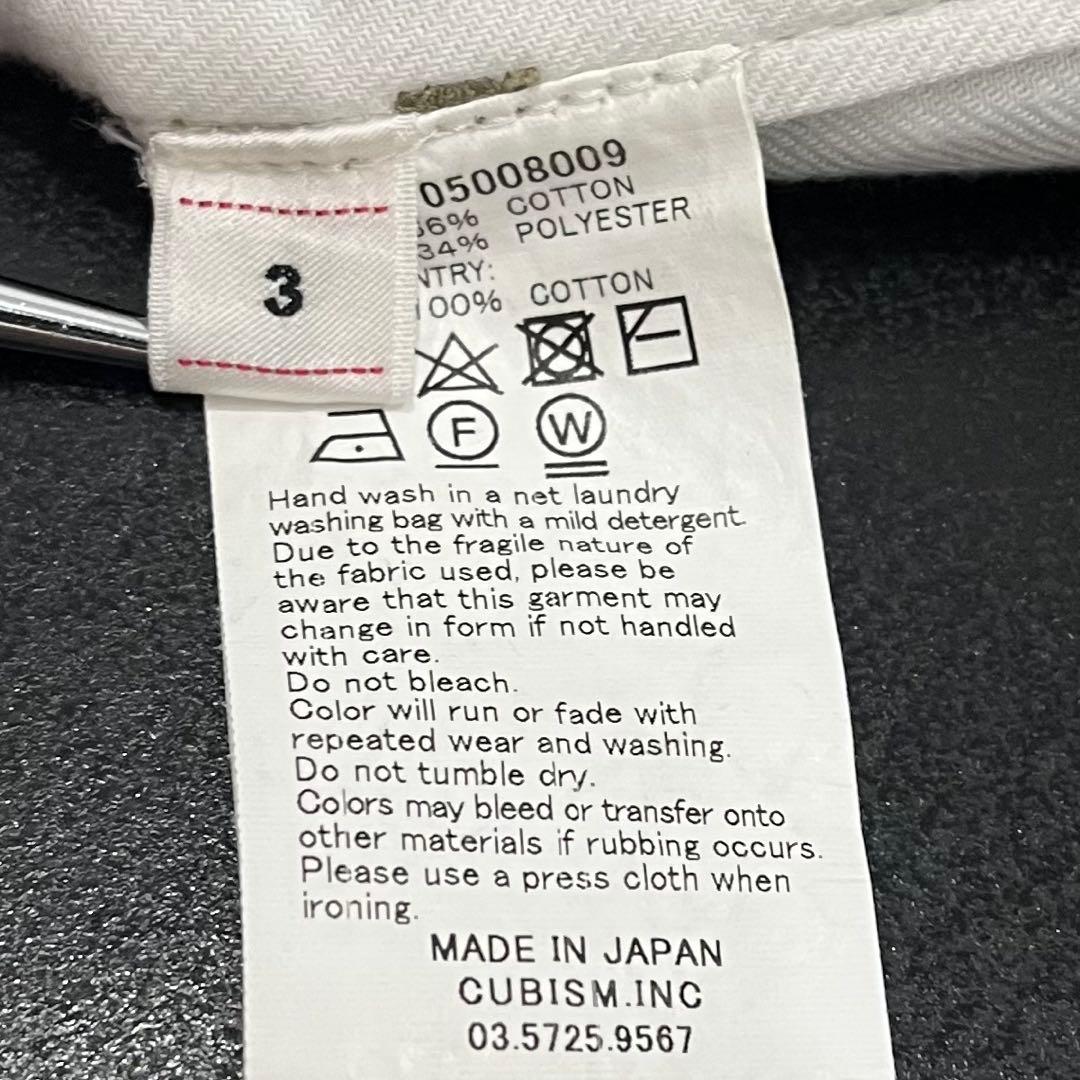 3
05008009
6% COTTON
34% POLYESTER
NTRY:
100% COTTON
F
W
Hand wash in a net laundry
washing bag with a mild detergent.
Due to the fragile nature of
the fabric used, please be
aware that this garment may
change in form if not handled
with care.
Do not bleach.
Color will run or fade with
repeated wear and washing.
Do not tumble dry.
Colors may bleed or transfer onto
other materials if rubbing occurs.
Please use a press cloth when
ironing.
MADE IN JAPAN
CUBISM.INC
03.5725.9567